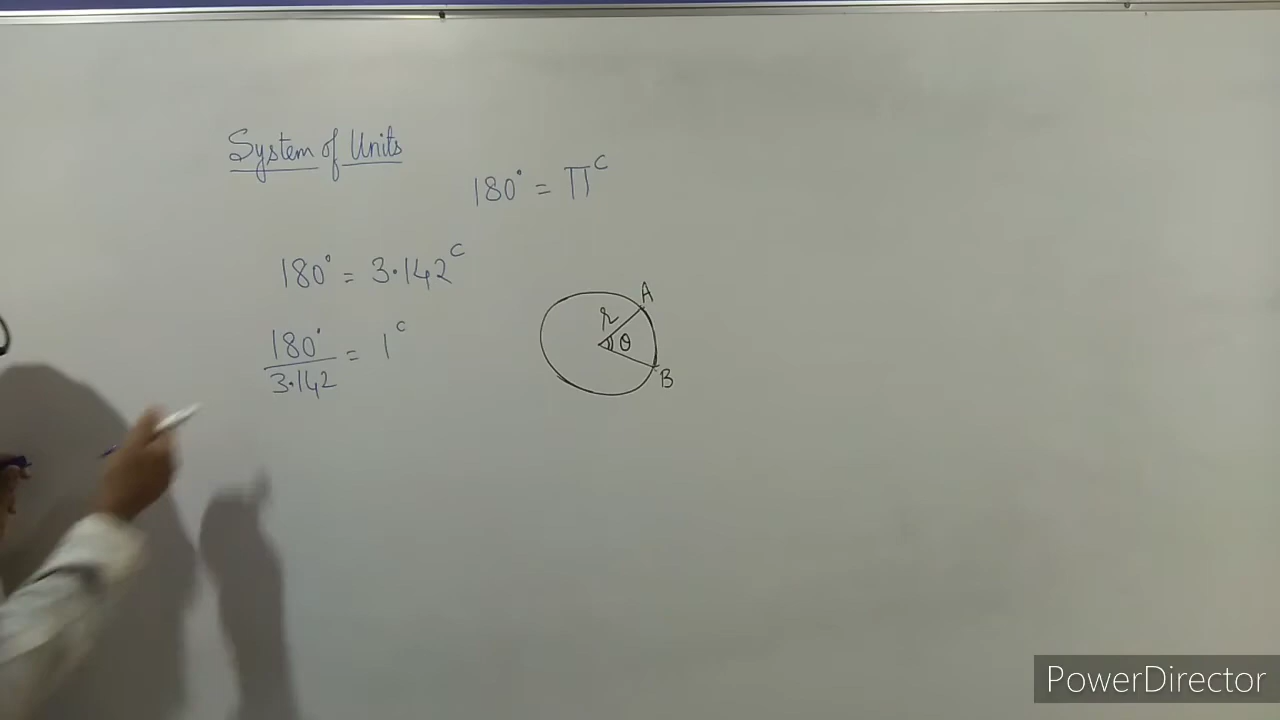 System of Units
180° = π^c
180° = 3.142^c
180°/3.142 = 1^c
A
r
θ
B
PowerDirector